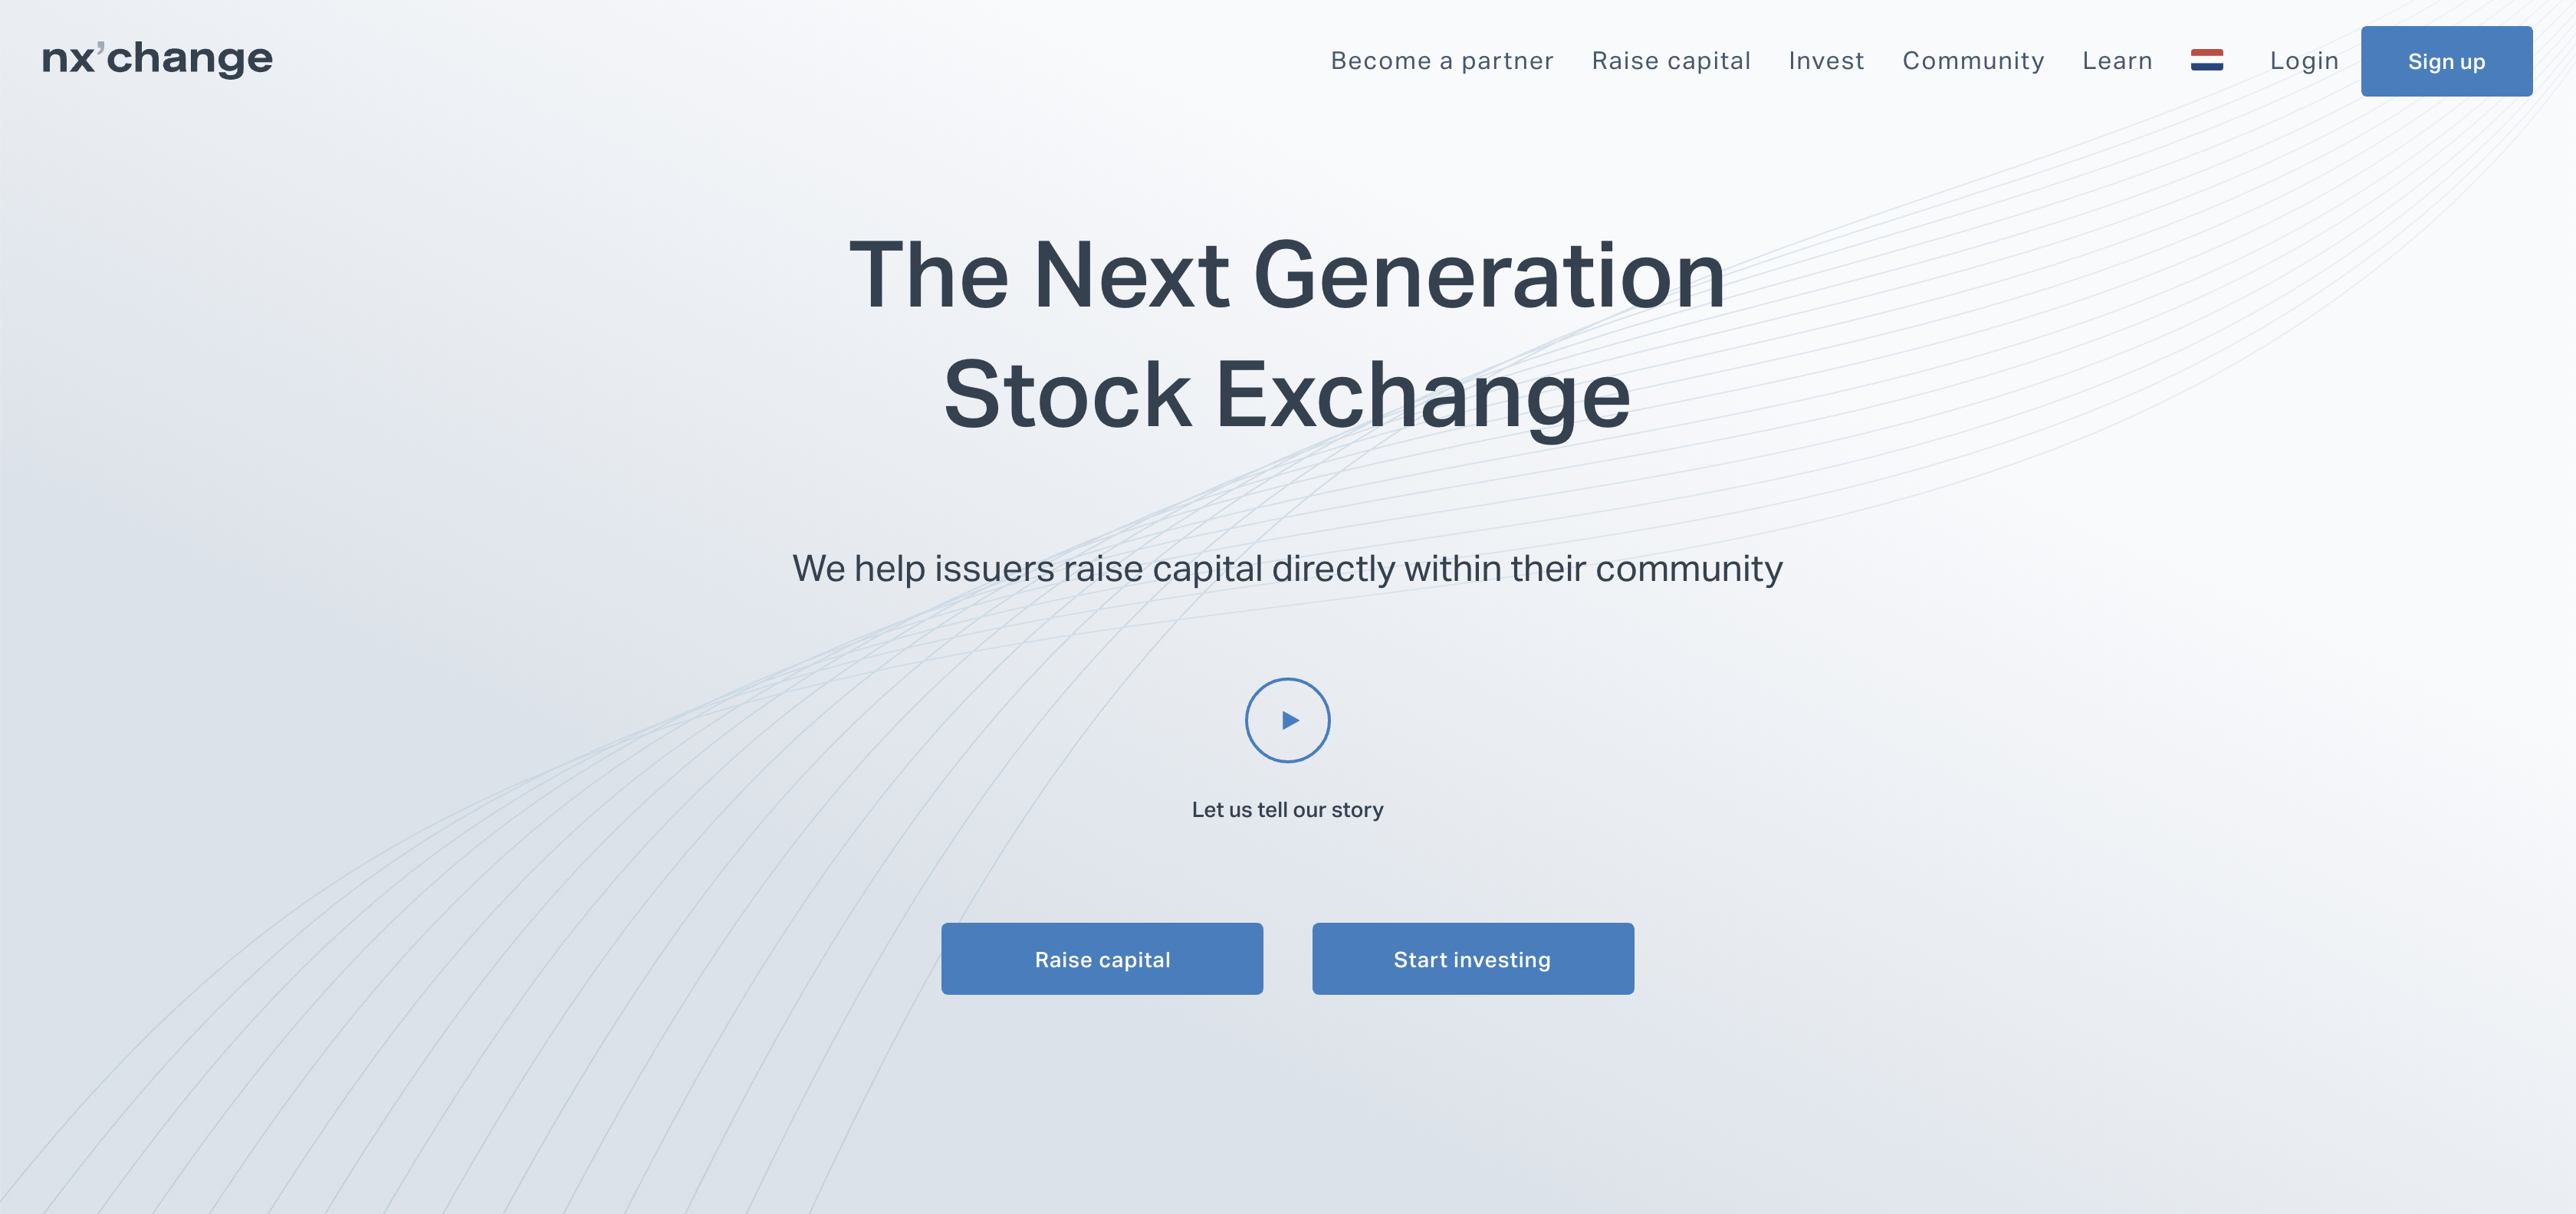 nx’change
Become a partner
Raise capital
Invest
Community
Learn
Login
Sign up
The Next Generation
Stock Exchange
We help issuers raise capital directly within their community
Let us tell our story
Raise capital
Start investing